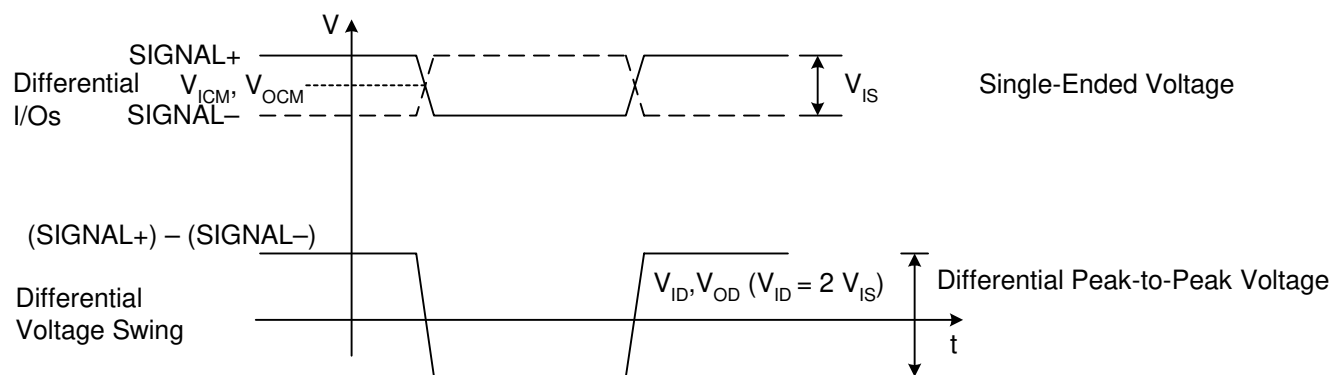 V
SIGNAL+
Differential I/Os
V_ICM, V_OCM
SIGNAL–
V_IS
Single-Ended Voltage
(SIGNAL+) – (SIGNAL–)
Differential
Voltage Swing
V_ID,V_OD (V_ID = 2 V_IS)
Differential Peak-to-Peak Voltage
t